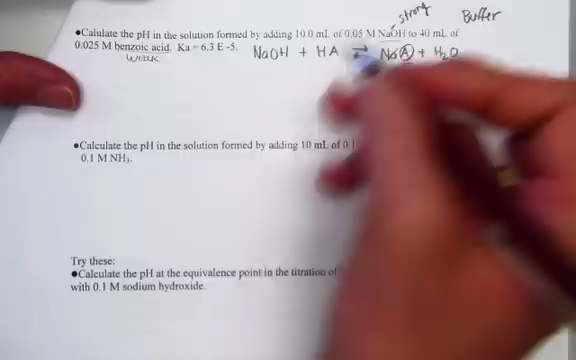 strong
Buffer
●Calulate the pH in the solution formed by adding 10.0 mL of 0.05 M NaOH to 40 mL of
0.025 M benzoic acid. Ka = 6.3 E -5. NaOH + HA ⇄ NaA + H₂O
weak
●Calculate the pH in the solution formed by adding 10 mL of
0.1 M NH₃.
Try these:
●Calculate the pH at the equivalence point in the titration of
with 0.1 M sodium hydroxide.